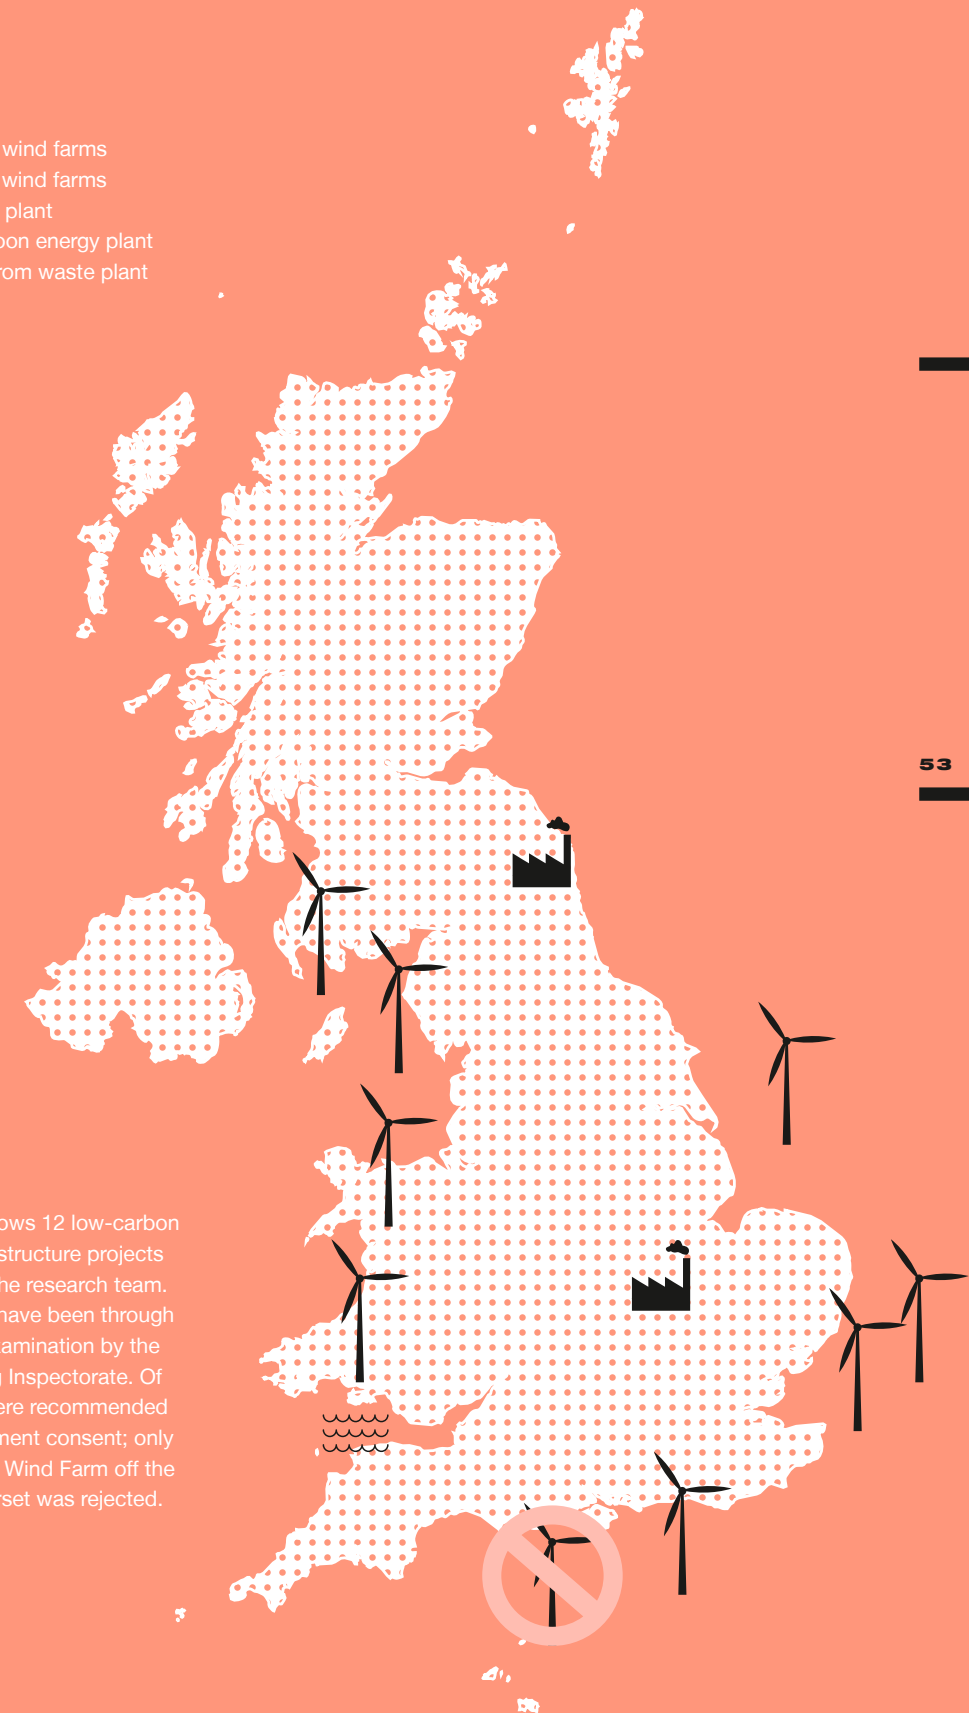 wind farms
wind farms
plant
oon energy plant
rom waste plant
53
ows 12 low-carbon
structure projects
he research team.
have been through
amination by the
g Inspectorate. Of
ere recommended
ment consent; only
Wind Farm off the
rset was rejected.